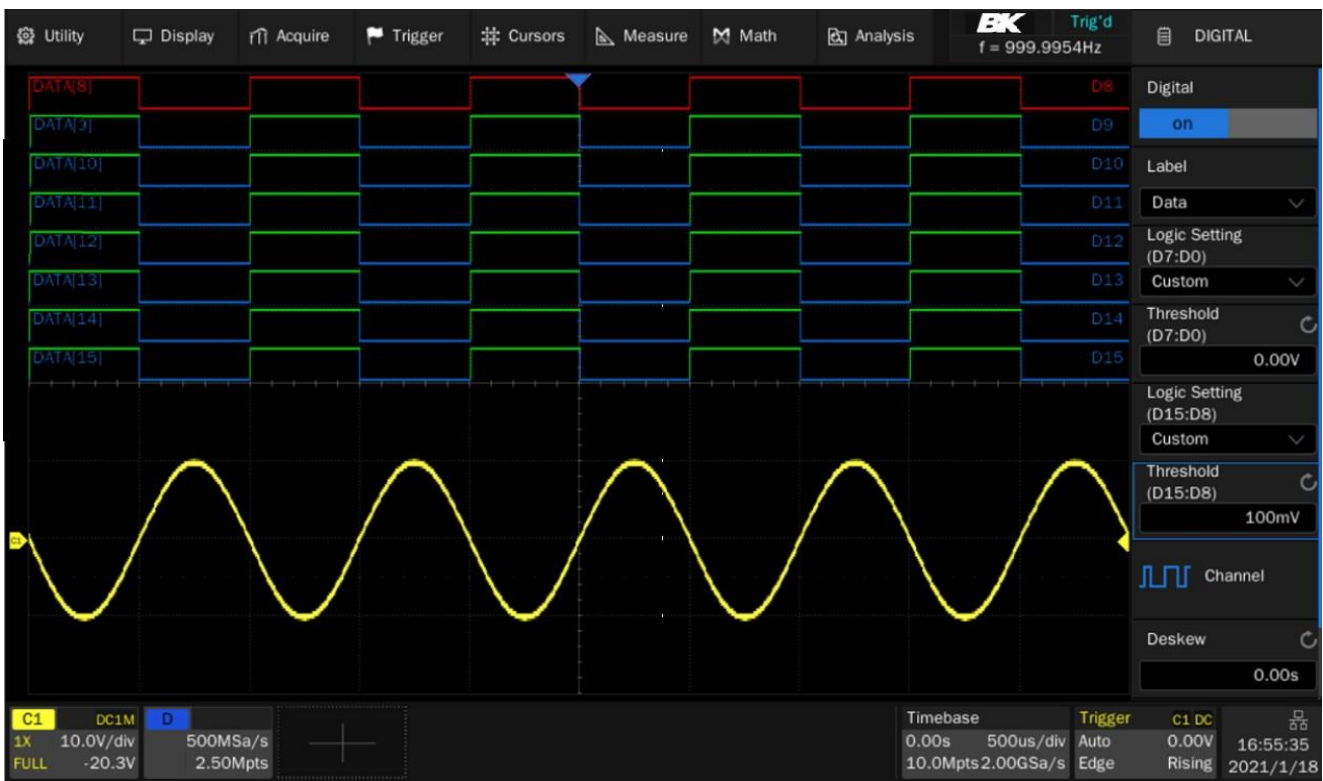 Utility Display Acquire Trigger Cursors Measure Math Analysis
BK Trig'd
f = 999.9954Hz
DIGITAL
DATA[8] D8
DATA[9] D9
DATA[10] D10
DATA[11] D11
DATA[12] D12
DATA[13] D13
DATA[14] D14
DATA[15] D15
C1
Digital
on
Label
Data
Logic Setting
(D7:D0)
Custom
Threshold
(D7:D0)
0.00V
Logic Setting
(D15:D8)
Custom
Threshold
(D15:D8)
100mV
Channel
Deskew
0.00s
C1 DC1M
1X 10.0V/div
FULL -20.3V
D
500MSa/s
2.50Mpts
Timebase
0.00s 500us/div
10.0Mpts 2.00GSa/s
Trigger C1 DC
Auto 0.00V
Edge Rising
16:55:35
2021/1/18